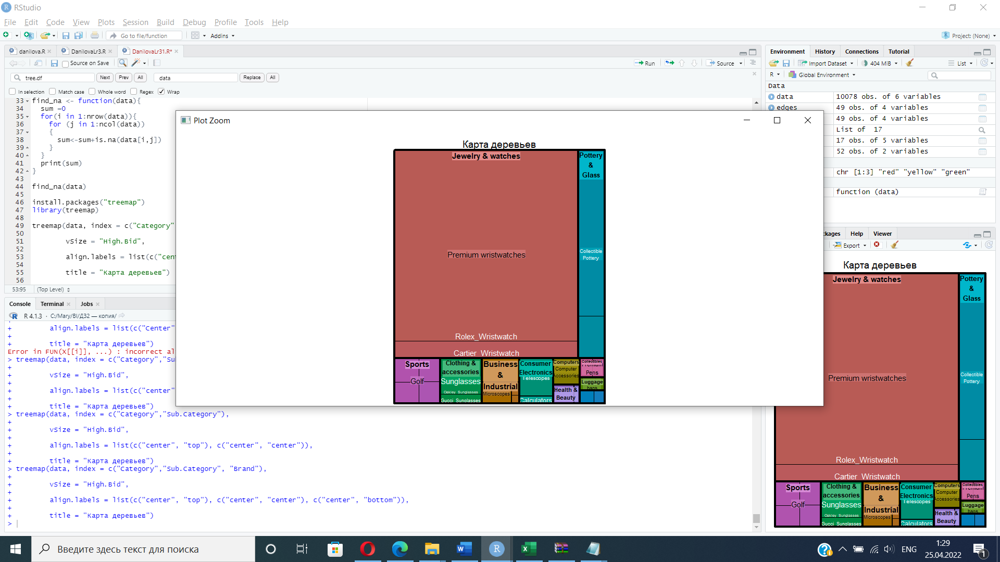 RStudio
File Edit Code View Plots Session Build Debug Profile Tools Help
Go to file/function Addins Project: (None)
danilova.R DanilovaLr3.R DanilovaLr31.R*
Source on Save Run Source
tree.df Next Prev All data Replace All
In selection Match case Whole word Regex Wrap
33 find_na <- function(data){
34 sum =0
35 for(i in 1:nrow(data)){
36 for (j in 1:ncol(data))
37 {
38 sum<-sum+is.na(data[i,j])
39 }
40 }
41 print(sum)
42 }
43
44 find_na(data)
45
46 install.packages("treemap")
47 library(treemap)
48
49 treemap(data, index = c("Category"
50
51 vSize = "High.Bid",
52
53 align.labels = list(c("cen
54
55 title = "Карта деревьев")
56
53:95 (Top Level)
Console Terminal Jobs
R 4.1.3 · C:/Mary/BI/ДЗ2 — копия/
+
+ align.labels = list(c("Center"
+
+ title = "Карта деревьев")
Error in FUN(X[[i]], ...) : incorrect al
> treemap(data, index = c("Category","Sub
+
+ vSize = "High.Bid",
+
+ align.labels = list(c("center"
+
+ title = "Карта деревьев")
> treemap(data, index = c("Category","Sub.Category"),
+
+ vSize = "High.Bid",
+
+ align.labels = list(c("center", "top"), c("center", "center")),
+
+ title = "Карта деревьев")
> treemap(data, index = c("Category","Sub.Category", "Brand"),
+
+ vSize = "High.Bid",
+
+ align.labels = list(c("center", "top"), c("center", "center"), c("center", "bottom")),
+
+ title = "Карта деревьев")
>
Plot Zoom
Карта деревьев
Jewelry & watches
Premium wristwatches
Rolex_Wristwatch
Cartier_Wristwatch
Pottery
&
Glass
Collectible
Pottery
Sports
Golf
Clothing &
accessories
Sunglasses
Oakley_Sunglasses
Gucci_Sunglasses
Business
&
Industrial
Microscopes
Consumer
Electronics
Telescopes
Calculators
Computers
Computer
Accessories
Health &
Beauty
Collectibles
Premium
Pens
Luggage
bags
Environment History Connections Tutorial
Import Dataset 404 MiB List
R Global Environment
Data
data 10078 obs. of 6 variables
edges 49 obs. of 4 variables
49 obs. of 4 variables
List of 17
17 obs. of 5 variables
52 obs. of 2 variables
chr [1:3] "red" "yellow" "green"
function (data)
ckages Help Viewer
Export
Карта деревьев
Jewelry & watches
Premium wristwatches
Rolex_Wristwatch
Cartier_Wristwatch
Pottery
&
Glass
Collectible
Pottery
Sports
Golf
Clothing &
accessories
Sunglasses
Oakley_Sunglasses
Gucci_Sunglasses
Business
&
Industrial
Microscopes
Consumer
Electronics
Telescopes
Calculators
Computers
Computer
Accessories
Health &
Beauty
Collectibles
Premium
Pens
Luggage
bags
Введите здесь текст для поиска
ENG
1:29
25.04.2022
1